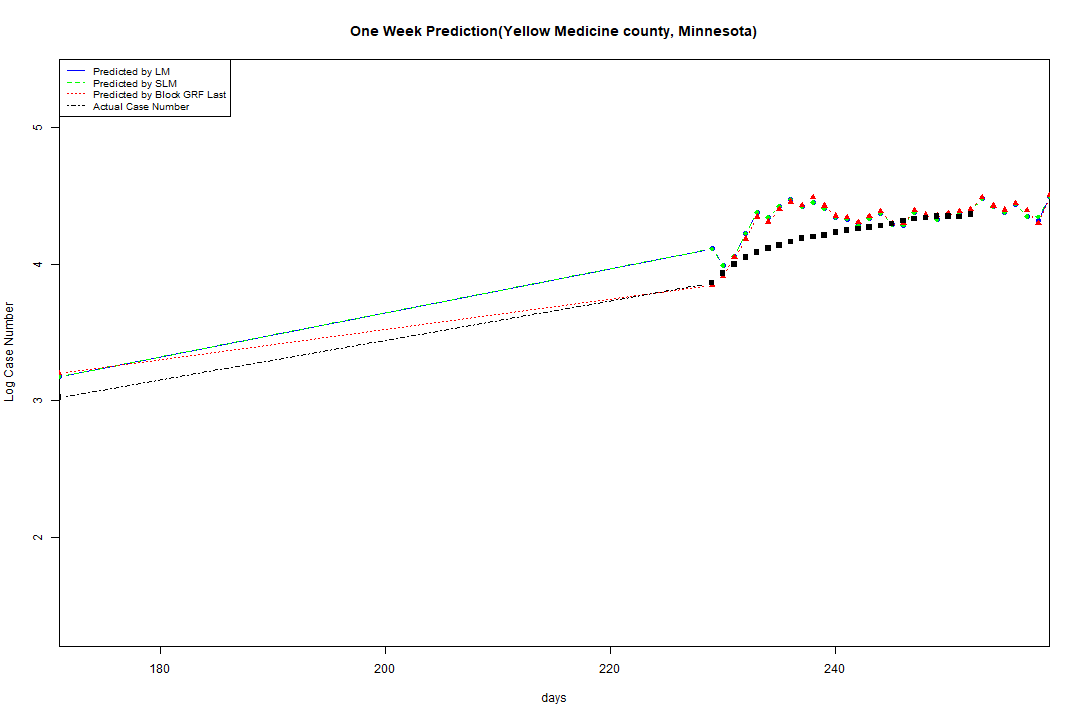 One Week Prediction(Yellow Medicine county, Minnesota)
Predicted by LM
Predicted by SLM
Predicted by Block GRF Last
Actual Case Number
5
4
3
2
Log Case Number
180 200 220 240
days